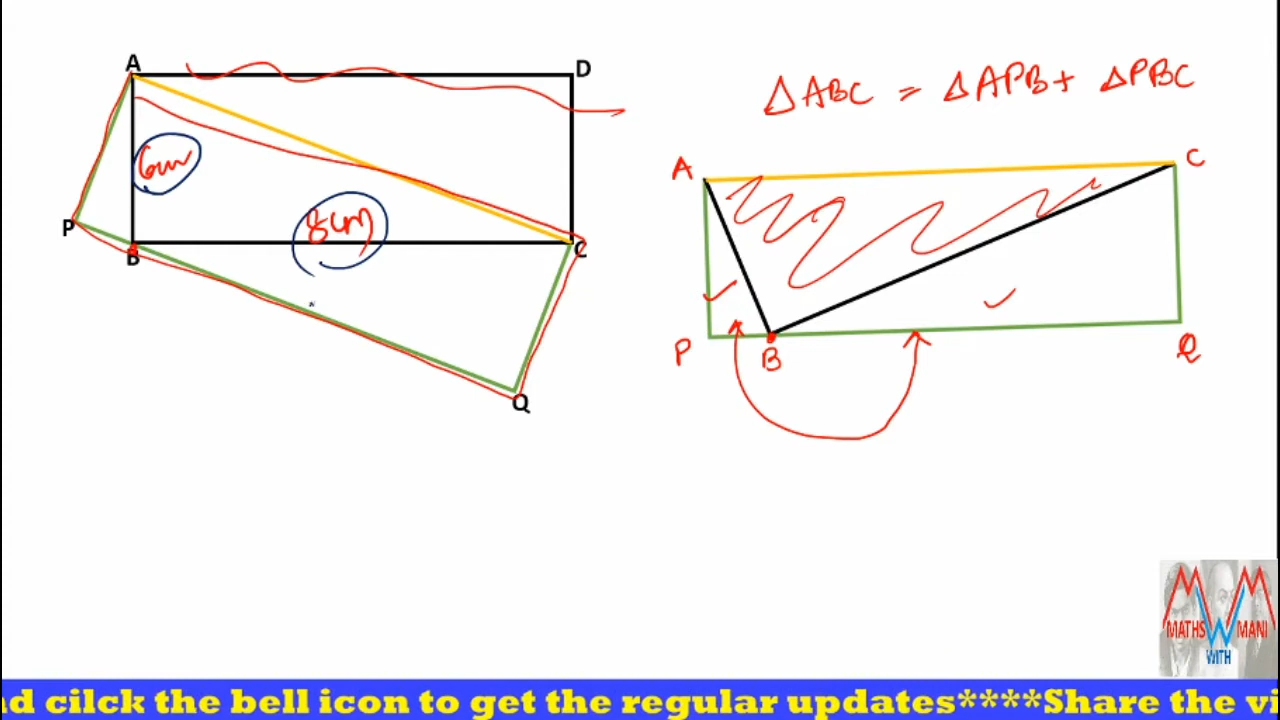 A
D
6cm
8cm
P
B
C
Q
ΔABC = ΔAPB + ΔPBC
A
C
P
B
Q
MATHS WITH MANI
nd cilck the bell icon to get the regular updates****Share the vi